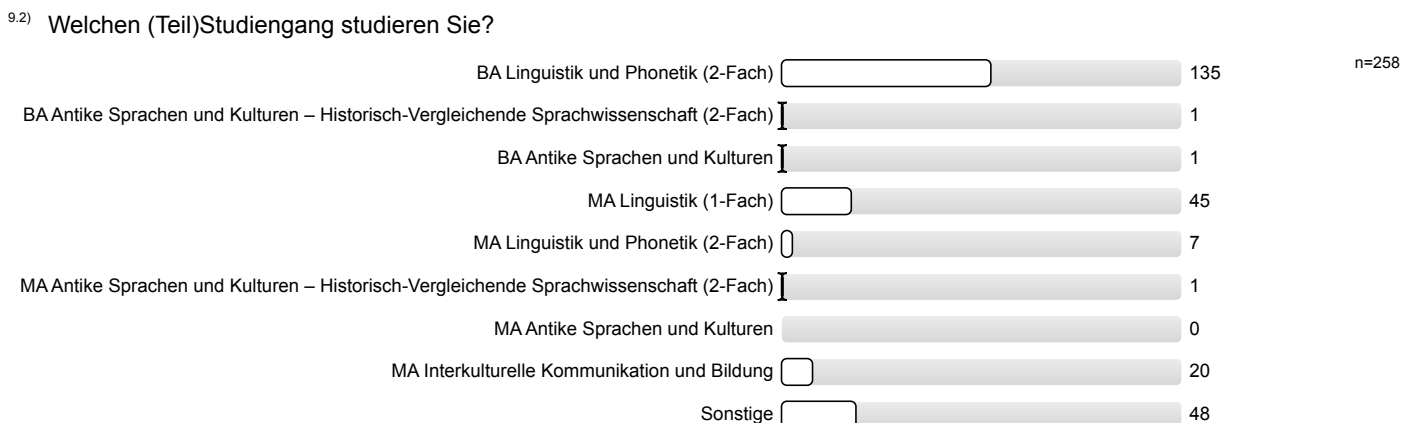 9.2) Welchen (Teil)Studiengang studieren Sie?
n=258
BA Linguistik und Phonetik (2-Fach) 135
BA Antike Sprachen und Kulturen – Historisch-Vergleichende Sprachwissenschaft (2-Fach) 1
BA Antike Sprachen und Kulturen 1
MA Linguistik (1-Fach) 45
MA Linguistik und Phonetik (2-Fach) 7
MA Antike Sprachen und Kulturen – Historisch-Vergleichende Sprachwissenschaft (2-Fach) 1
MA Antike Sprachen und Kulturen 0
MA Interkulturelle Kommunikation und Bildung 20
Sonstige 48